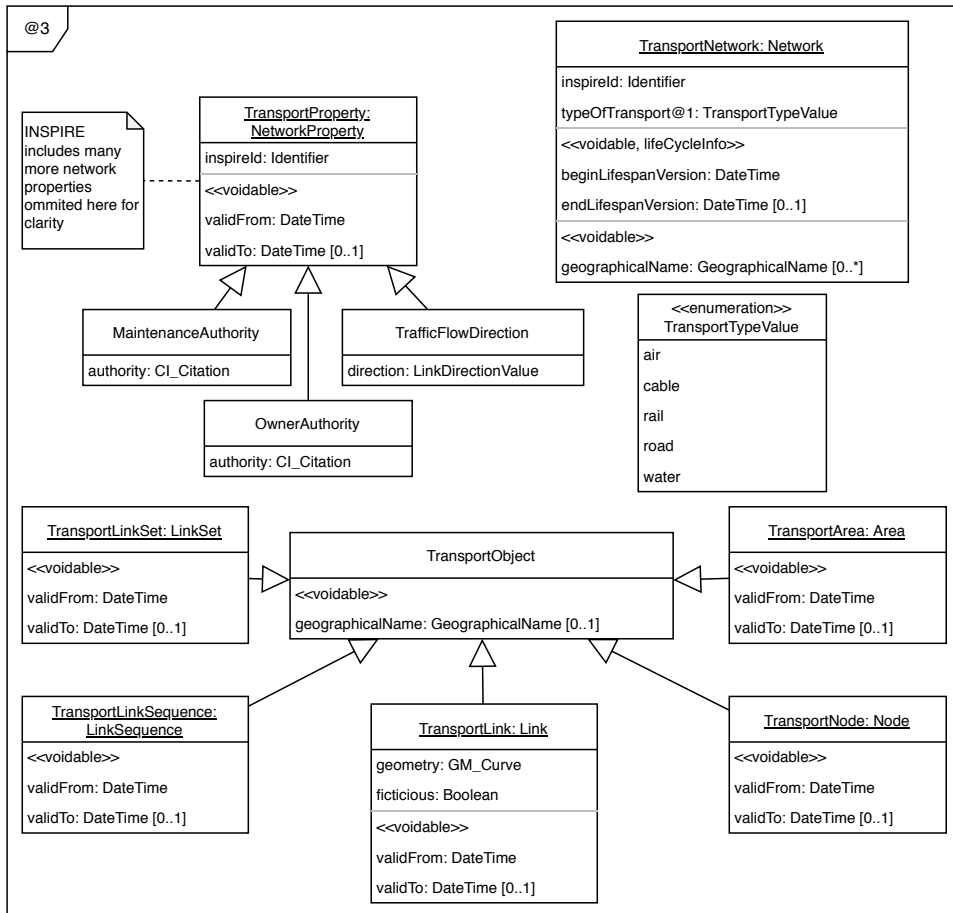 @3
TransportNetwork: Network
inspireId: Identifier
typeOfTransport@1: TransportTypeValue
<<voidable, lifeCycleInfo>>
beginLifespanVersion: DateTime
endLifespanVersion: DateTime [0..1]
<<voidable>>
geographicalName: GeographicalName [0..*]
INSPIRE
includes many
more network
properties
ommited here for
clarity
TransportProperty:
NetworkProperty
inspireId: Identifier
<<voidable>>
validFrom: DateTime
validTo: DateTime [0..1]
<<enumeration>>
TransportTypeValue
air
cable
rail
road
water
MaintenanceAuthority
authority: CI_Citation
TrafficFlowDirection
direction: LinkDirectionValue
OwnerAuthority
authority: CI_Citation
TransportLinkSet: LinkSet
<<voidable>>
validFrom: DateTime
validTo: DateTime [0..1]
TransportObject
<<voidable>>
geographicalName: GeographicalName [0..1]
TransportArea: Area
<<voidable>>
validFrom: DateTime
validTo: DateTime [0..1]
TransportLinkSequence:
LinkSequence
<<voidable>>
validFrom: DateTime
validTo: DateTime [0..1]
TransportLink: Link
geometry: GM_Curve
ficticious: Boolean
<<voidable>>
validFrom: DateTime
validTo: DateTime [0..1]
TransportNode: Node
<<voidable>>
validFrom: DateTime
validTo: DateTime [0..1]